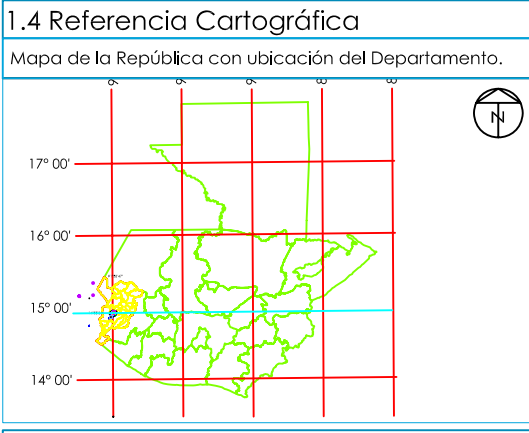 1.4 Referencia Cartográfica
Mapa de la República con ubicación del Departamento.
N
17° 00'
16° 00'
15° 00'
14° 00'